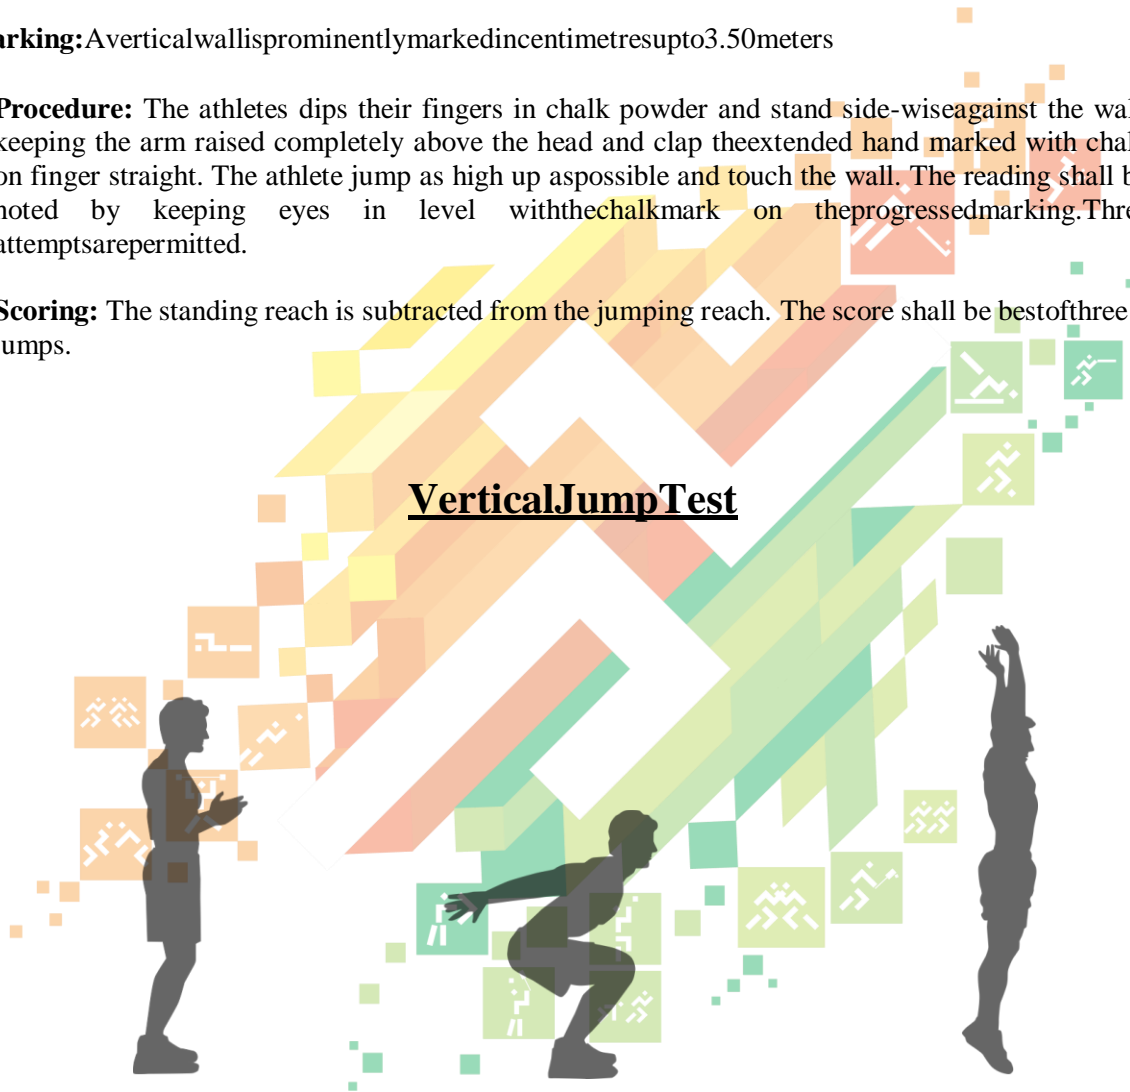 arking:Averticalwallisprominentlymarkedincentimetresupto3.50meters
Procedure: The athletes dips their fingers in chalk powder and stand side-wiseagainst the wal
keeping the arm raised completely above the head and clap theextended hand marked with chal
on finger straight. The athlete jump as high up aspossible and touch the wall. The reading shall b
noted by keeping eyes in level withthechalkmark on theprogressedmarking.Thre
attemptsarepermitted.
Scoring: The standing reach is subtracted from the jumping reach. The score shall be bestofthree
umps.
VerticalJumpTest